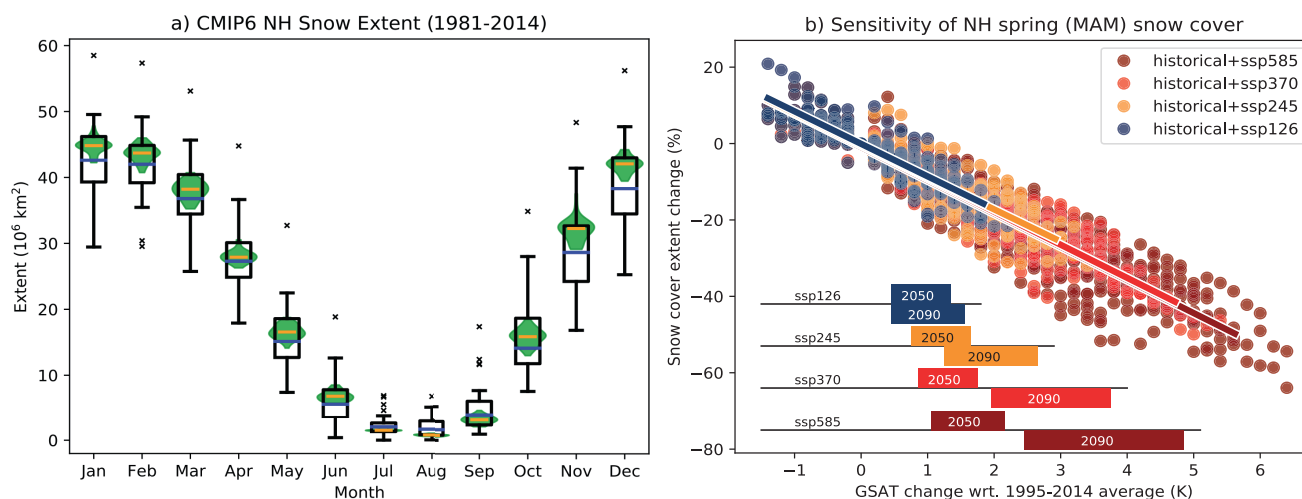 a) CMIP6 NH Snow Extent (1981-2014)
60
50
40
30
20
10
0
Extent (10⁶ km²)
Jan Feb Mar Apr May Jun Jul Aug Sep Oct Nov Dec
Month
b) Sensitivity of NH spring (MAM) snow cover
historical+ssp585
historical+ssp370
historical+ssp245
historical+ssp126
20
0
−20
−40
−60
−80
Snow cover extent change (%)
ssp126
2050
2090
ssp245
2050
2090
ssp370
2050
2090
ssp585
2050
2090
−1 0 1 2 3 4 5 6
GSAT change wrt. 1995-2014 average (K)